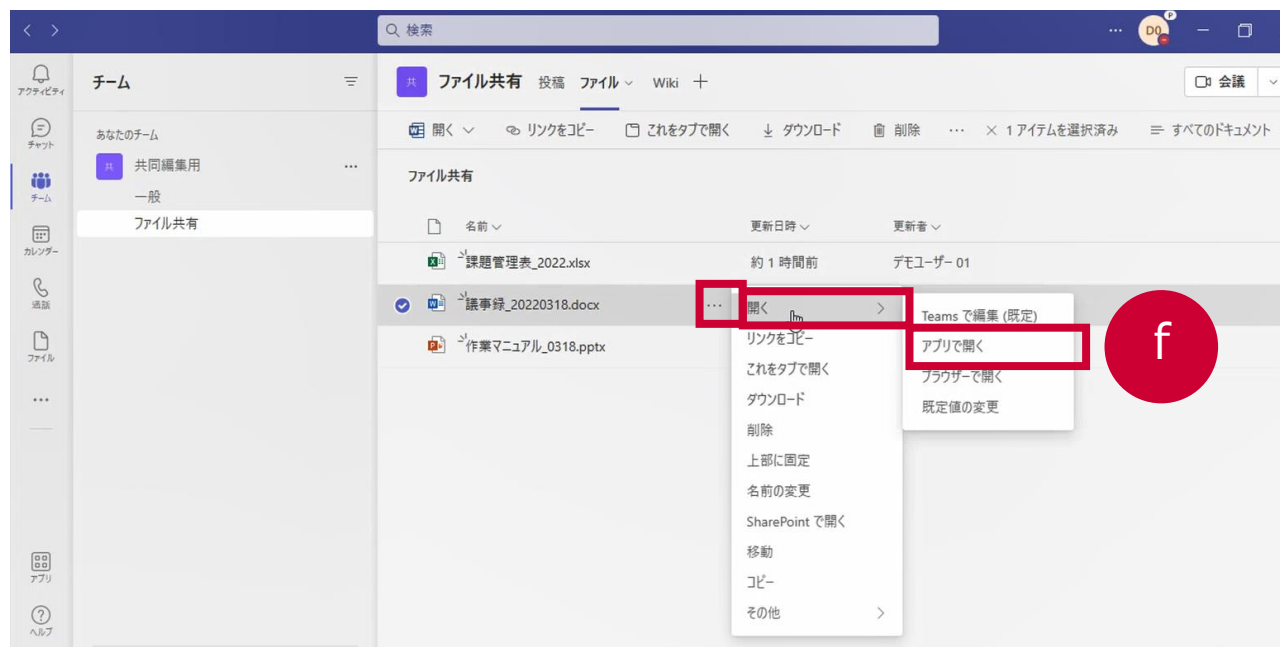 検索
P
D0
アクティビティ
チャット
チーム
カレンダー
通話
ファイル
アプリ
ヘルプ
チーム
あなたのチーム
共 共同編集用 ...
一般
ファイル共有
共 ファイル共有 投稿 ファイル Wiki +
会議
開く リンクをコピー これをタブで開く ダウンロード 削除 ... × 1 アイテムを選択済み すべてのドキュメント
ファイル共有
名前 更新日時 更新者
課題管理表_2022.xlsx 約 1 時間前 デモユーザー 01
議事録_20220318.docx ...
作業マニュアル_0318.pptx
開く
リンクをコピー
これをタブで開く
ダウンロード
削除
上部に固定
名前の変更
SharePoint で開く
移動
コピー
その他
Teams で編集 (既定)
アプリで開く
ブラウザーで開く
既定値の変更
f